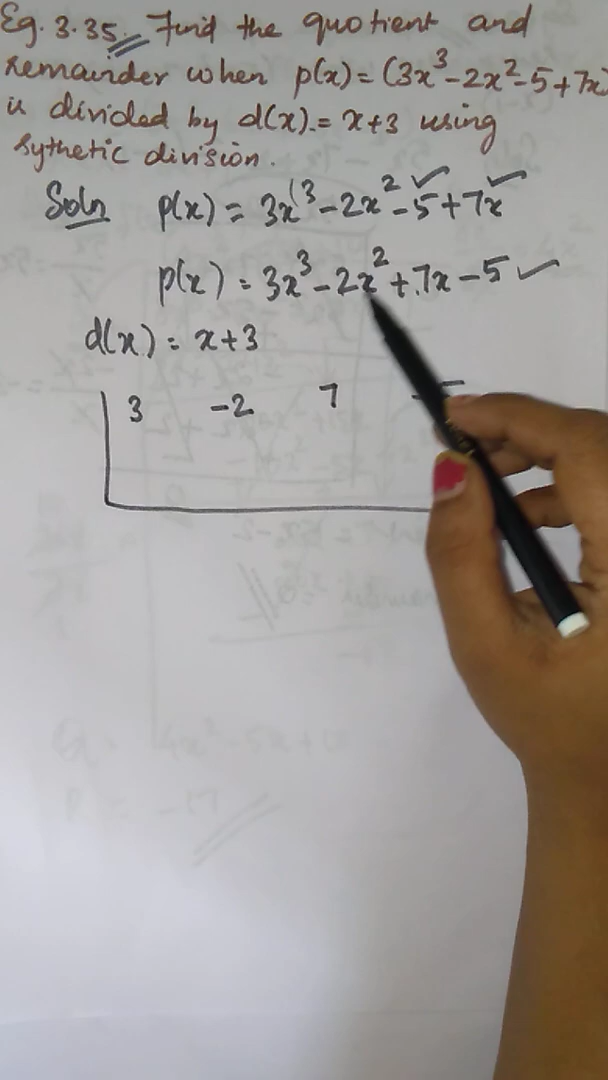 Eg. 3.35. Find the quotient and
remainder when p(x) = (3x³-2x²-5+7x)
is divided by d(x) = x+3 using
sythetic division.
Soln p(x) = 3x³-2x²-5+7x
p(x) = 3x³-2x²+7x-5
d(x) = x+3
3 -2 7